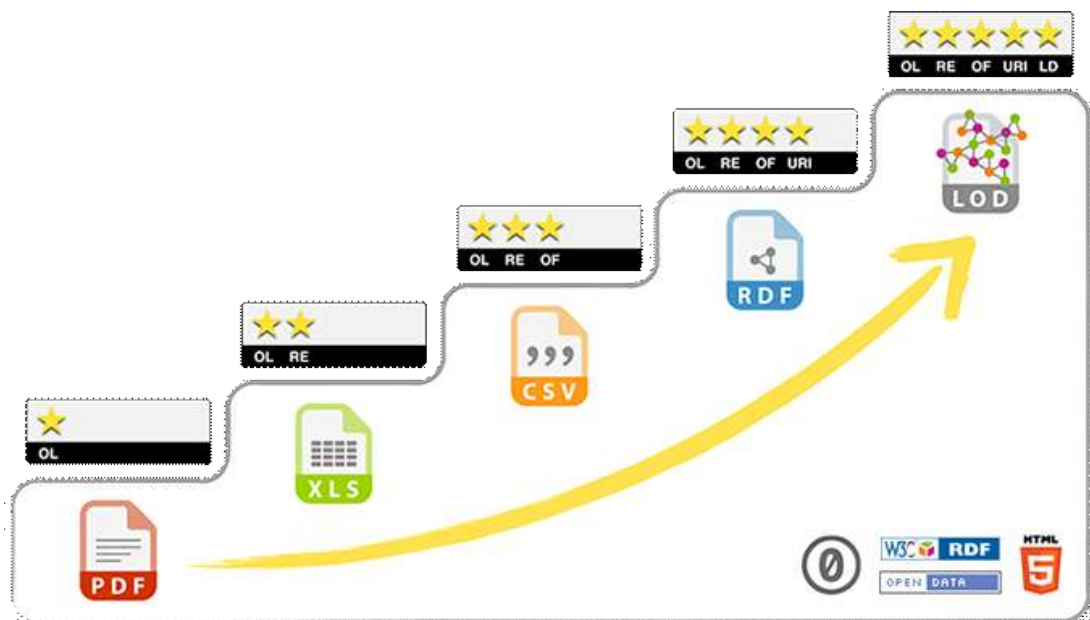 OL RE OF URI LD
LOD
OL RE OF URI
RDF
OL RE OF
,,,
CSV
OL RE
XLS
OL
PDF
0
W3C RDF
OPEN DATA
HTML
5